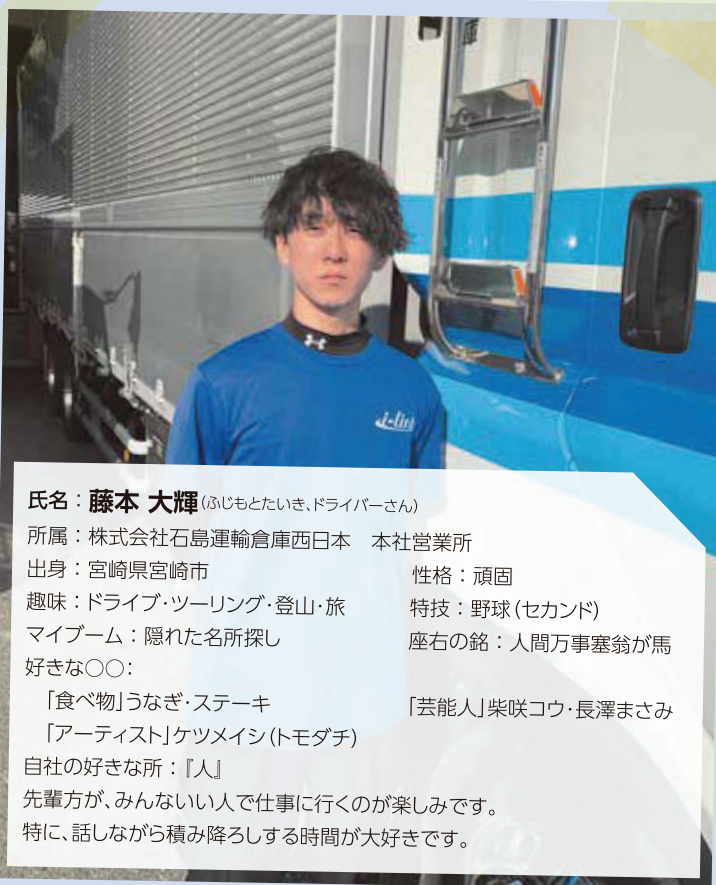 庫
i-lin
氏名：藤本 大輝(ふじもとたいき、ドライバーさん)
所属：株式会社石島運輸倉庫西日本　本社営業所
出身：宮崎県宮崎市　性格：頑固
趣味：ドライブ・ツーリング・登山・旅　特技：野球(セカンド)
マイブーム：隠れた名所探し　座右の銘：人間万事塞翁が馬
好きな○○：
「食べ物」うなぎ・ステーキ　「芸能人」柴咲コウ・長澤まさみ
「アーティスト」ケツメイシ(トモダチ)
自社の好きな所：『人』
先輩方が、みんないい人で仕事に行くのが楽しみです。
特に、話しながら積み降ろしする時間が大好きです。